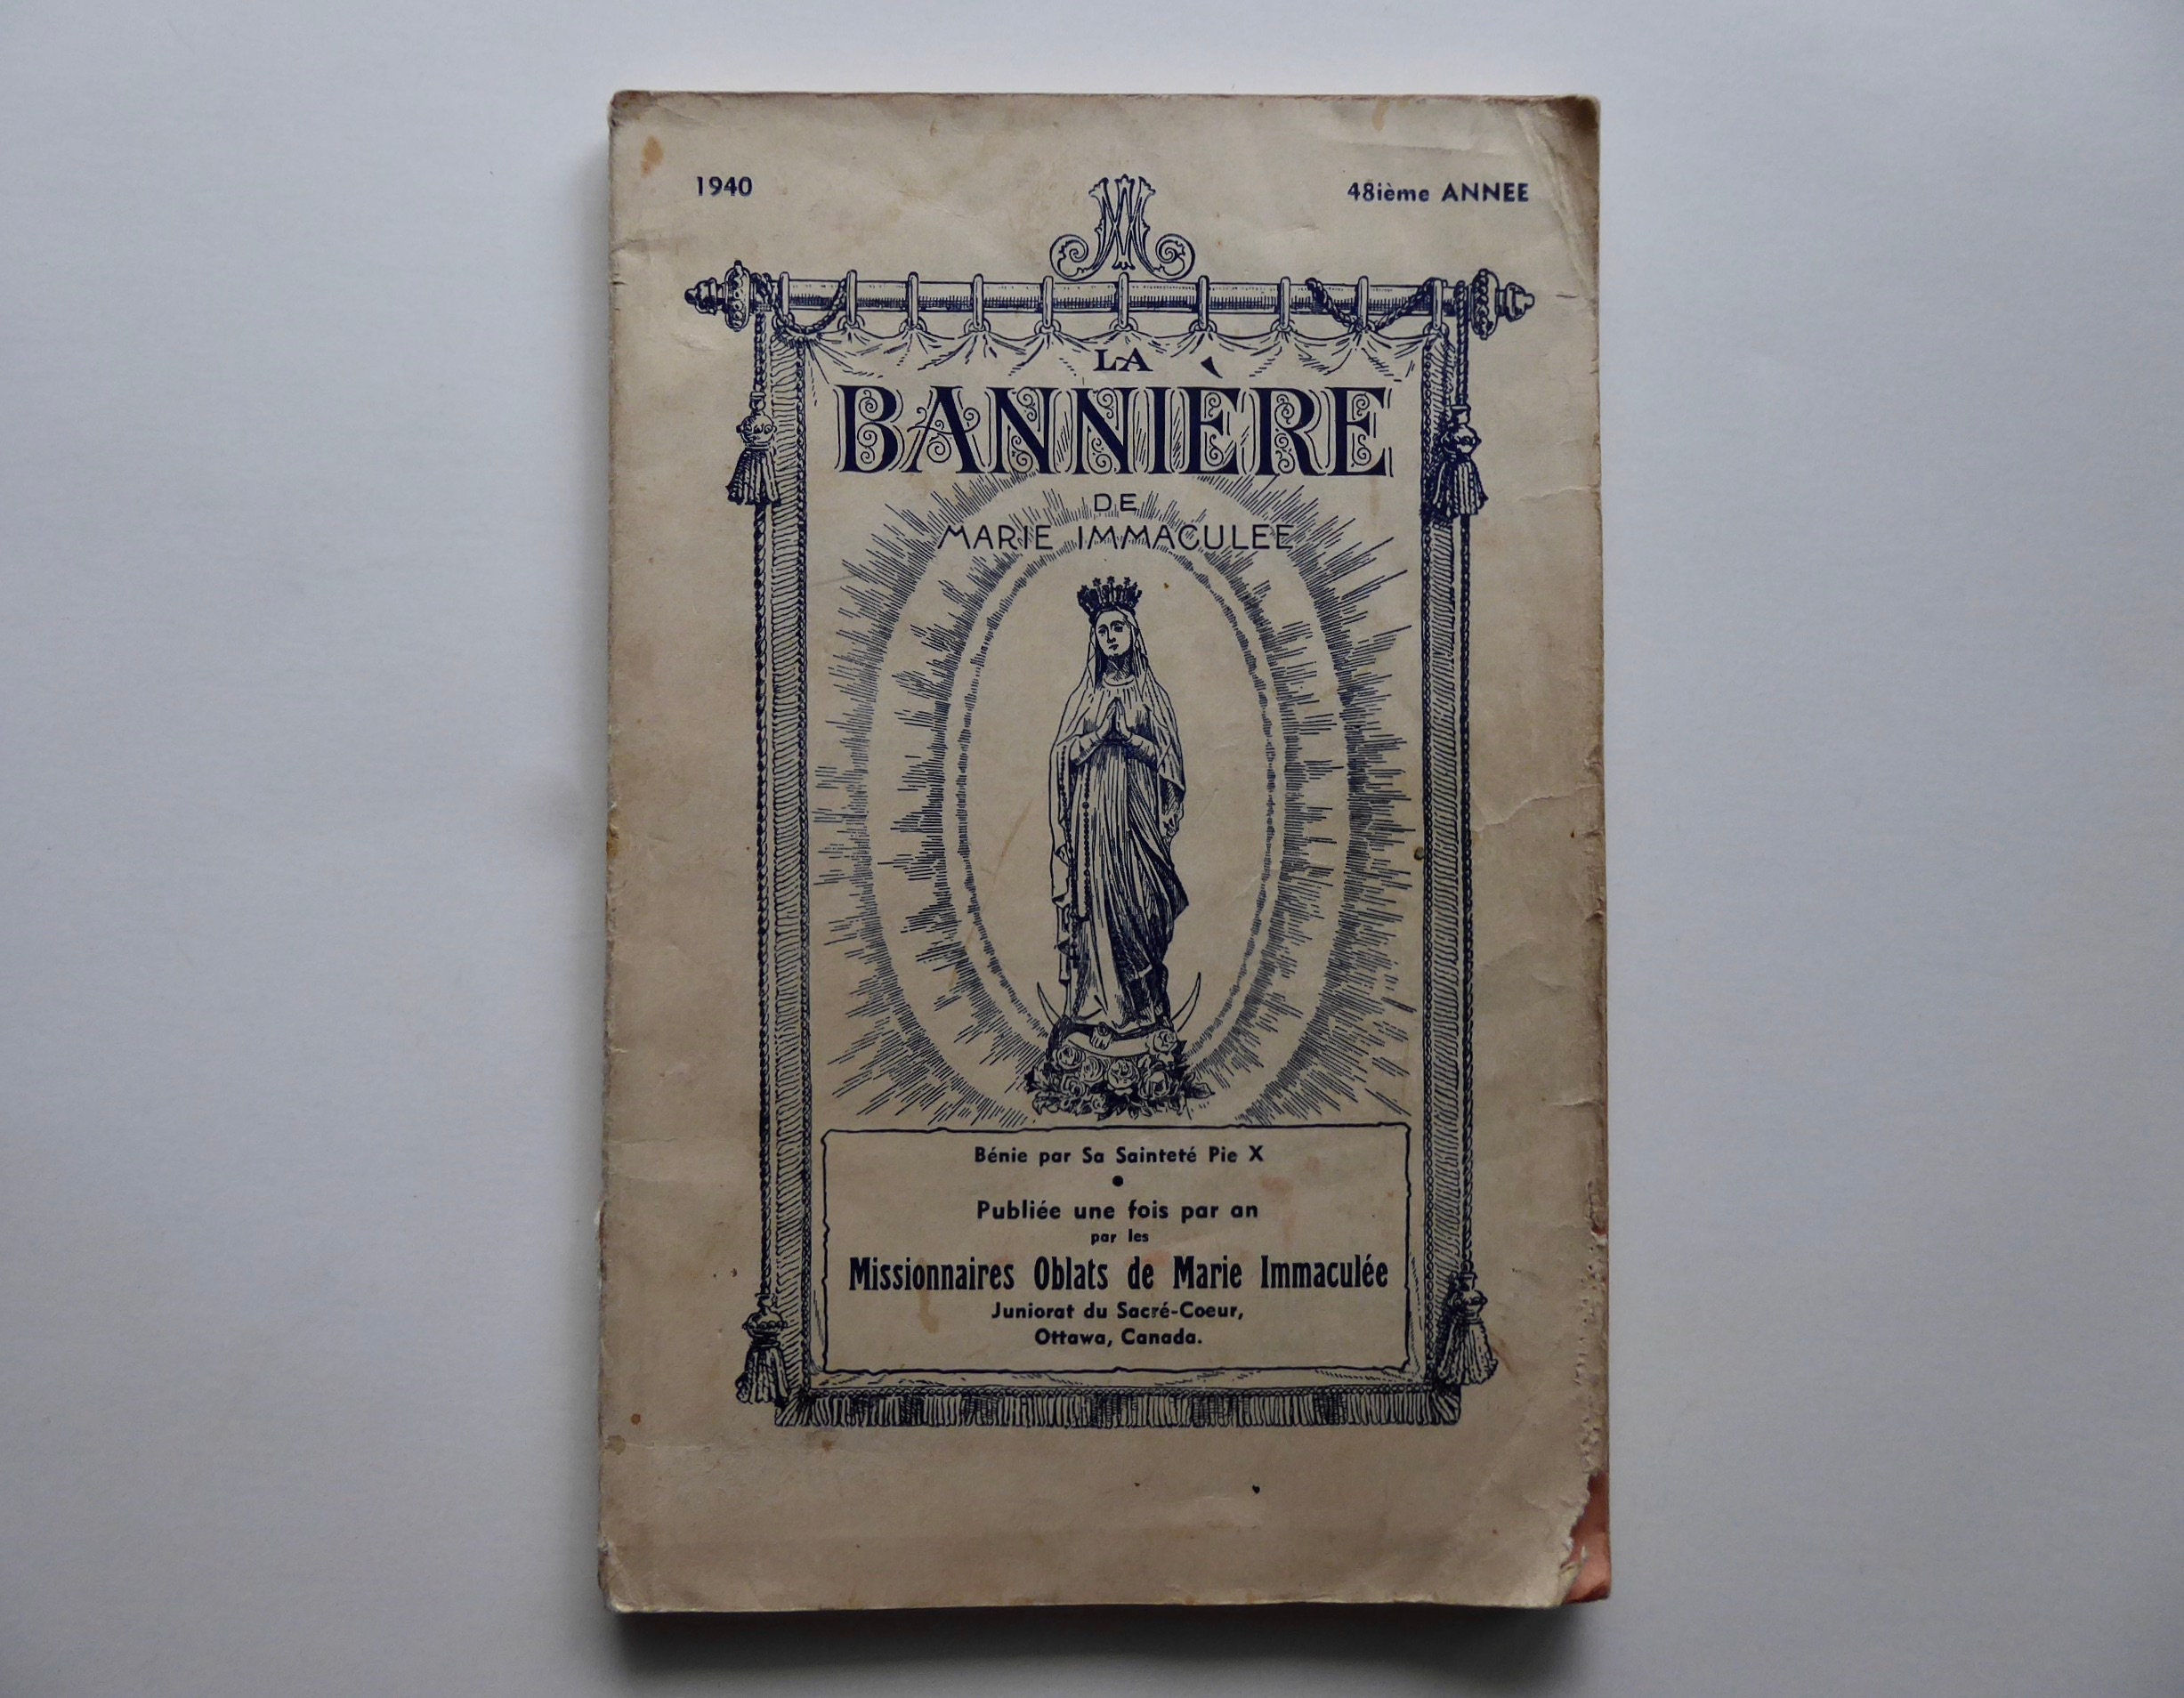 1940
48ième ANNEE
LA
BANNIÈRE
DE
MARIE IMMACULEE
Bénie par Sa Sainteté Pie X
Publiée une fois par an
par les
Missionnaires Oblats de Marie Immaculée
Juniorat du Sacré-Coeur,
Ottawa, Canada.